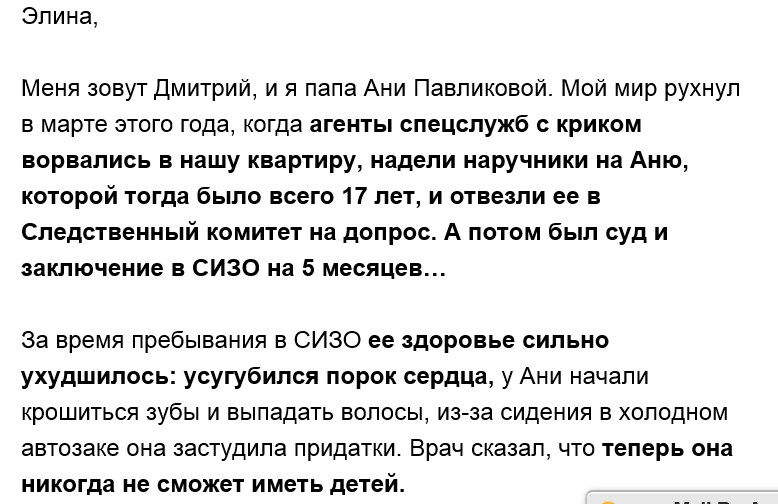 Элина,
Меня зовут Дмитрий, и я папа Ани Павликовой. Мой мир рухнул
в марте этого года, когда агенты спецслужб с криком
ворвались в нашу квартиру, надели наручники на Аню,
которой тогда было всего 17 лет, и отвезли ее в
Следственный комитет на допрос. А потом был суд и
заключение в СИЗО на 5 месяцев…
За время пребывания в СИЗО ее здоровье сильно
ухудшилось: усугубился порок сердца, у Ани начали
крошиться зубы и выпадать волосы, из-за сидения в холодном
автозаке она застудила придатки. Врач сказал, что теперь она
никогда не сможет иметь детей.